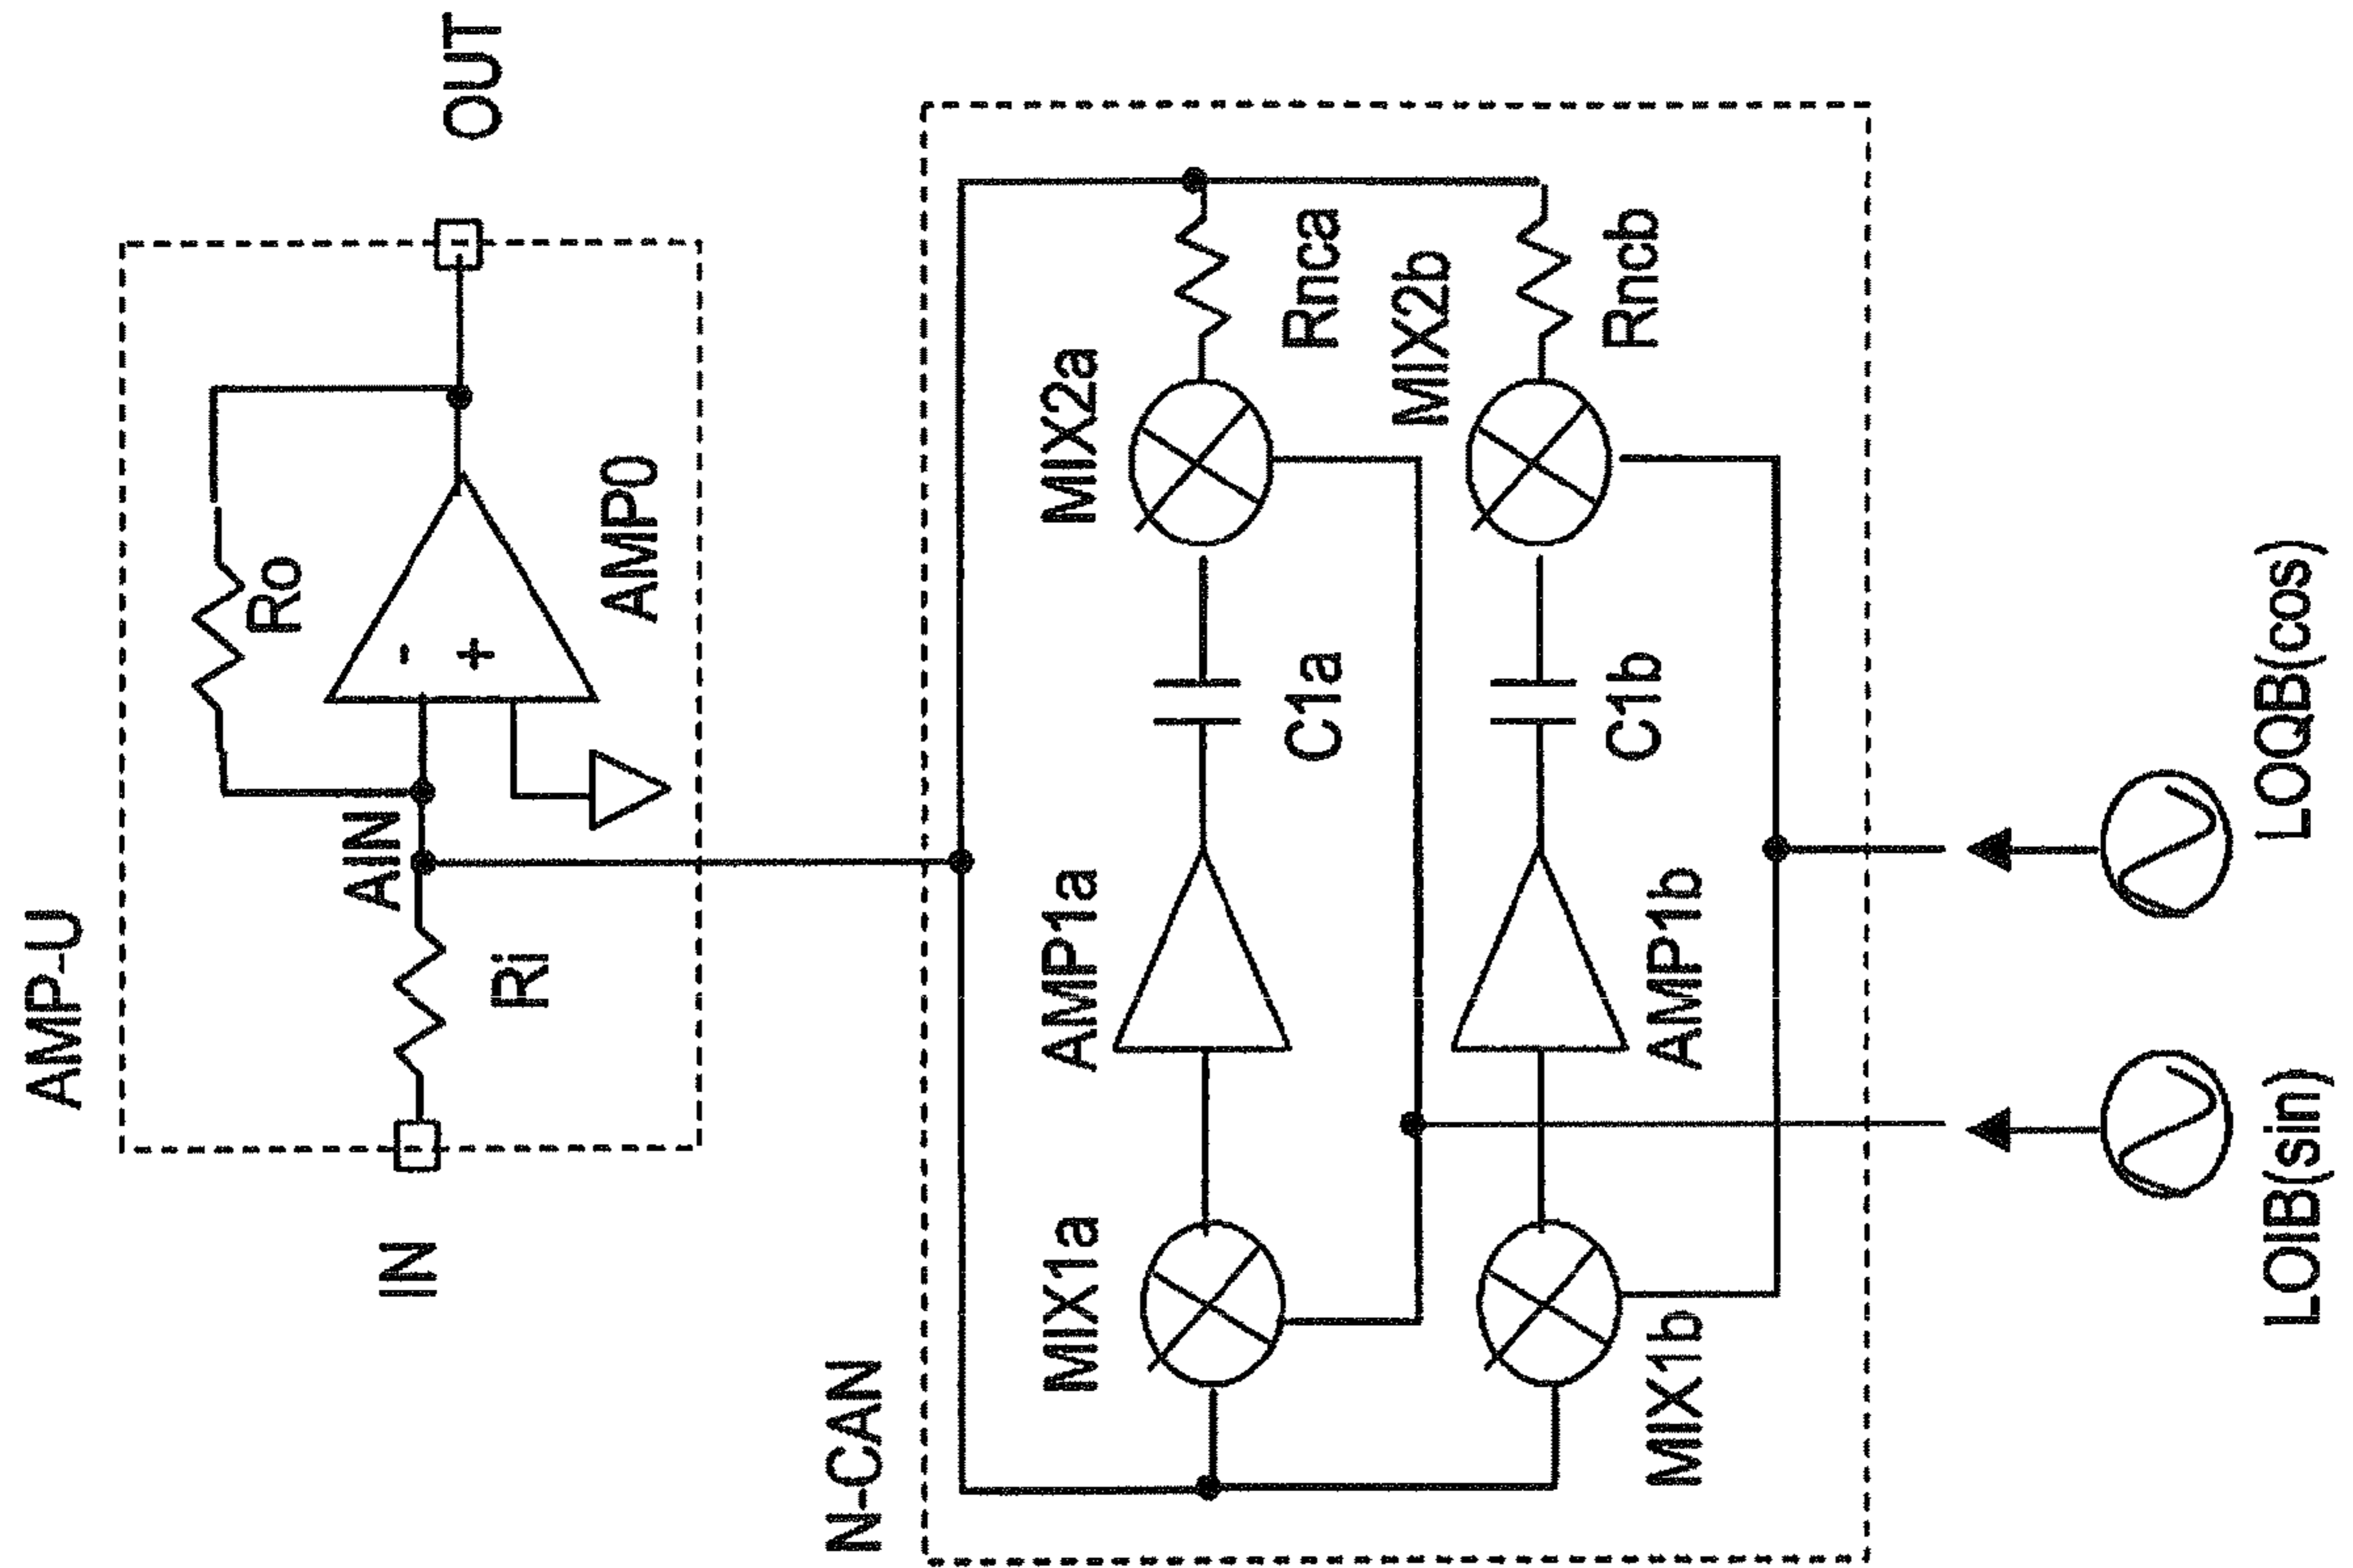 AMP-U
Ro
IN
AIN
OUT
-
+
Ri
AMP0
N-CAN
MIX1a
AMP1a
MIX2a
C1a
Rnca
MIX2b
MIX1b
AMP1b
C1b
Rncb
LOIB(sin)
LOQB(cos)